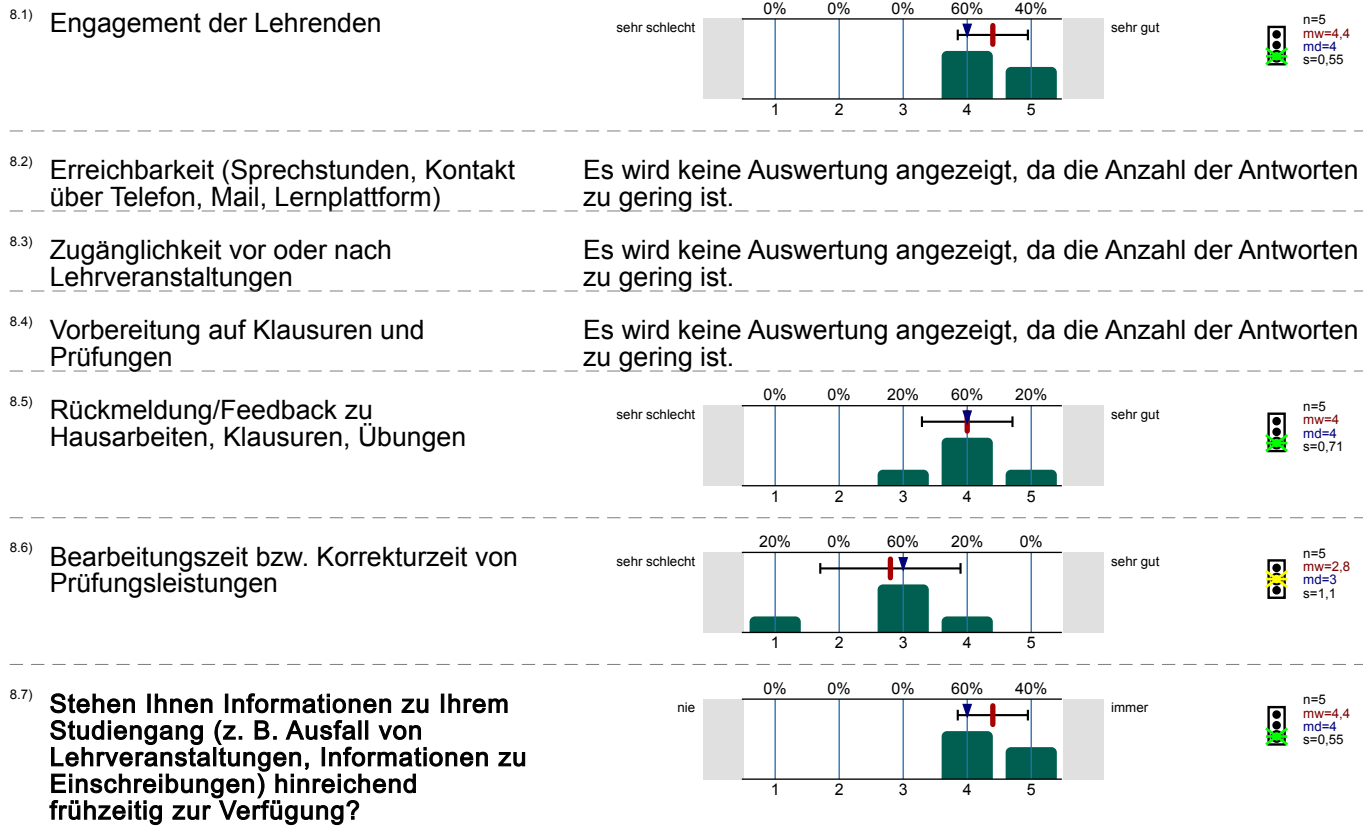 8.1) Engagement der Lehrenden
0% 0% 0% 60% 40%
sehr schlecht
sehr gut
1 2 3 4 5
n=5
mw=4,4
md=4
s=0,55
8.2) Erreichbarkeit (Sprechstunden, Kontakt
über Telefon, Mail, Lernplattform)
Es wird keine Auswertung angezeigt, da die Anzahl der Antworten
zu gering ist.
8.3) Zugänglichkeit vor oder nach
Lehrveranstaltungen
Es wird keine Auswertung angezeigt, da die Anzahl der Antworten
zu gering ist.
8.4) Vorbereitung auf Klausuren und
Prüfungen
Es wird keine Auswertung angezeigt, da die Anzahl der Antworten
zu gering ist.
8.5) Rückmeldung/Feedback zu
Hausarbeiten, Klausuren, Übungen
0% 0% 20% 60% 20%
sehr schlecht
sehr gut
1 2 3 4 5
n=5
mw=4
md=4
s=0,71
8.6) Bearbeitungszeit bzw. Korrekturzeit von
Prüfungsleistungen
20% 0% 60% 20% 0%
sehr schlecht
sehr gut
1 2 3 4 5
n=5
mw=2,8
md=3
s=1,1
8.7) Stehen Ihnen Informationen zu Ihrem
Studiengang (z. B. Ausfall von
Lehrveranstaltungen, Informationen zu
Einschreibungen) hinreichend
frühzeitig zur Verfügung?
0% 0% 0% 60% 40%
nie
immer
1 2 3 4 5
n=5
mw=4,4
md=4
s=0,55